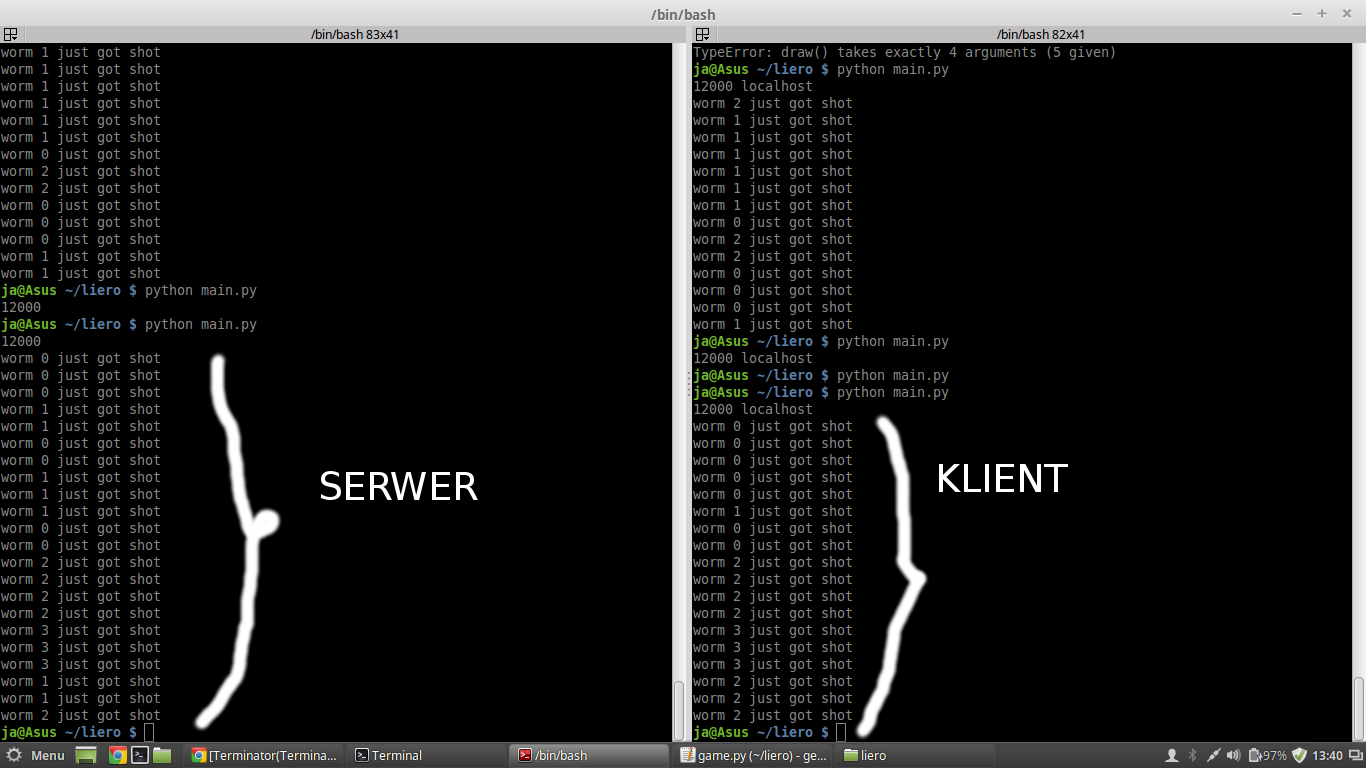 /bin/bash
/bin/bash 83x41
worm 1 just got shot
worm 1 just got shot
worm 1 just got shot
worm 1 just got shot
worm 1 just got shot
worm 1 just got shot
worm 0 just got shot
worm 2 just got shot
worm 2 just got shot
worm 0 just got shot
worm 0 just got shot
worm 0 just got shot
worm 1 just got shot
worm 1 just got shot
ja@Asus ~/liero $ python main.py
12000
ja@Asus ~/liero $ python main.py
12000
worm 0 just got shot
worm 0 just got shot
worm 0 just got shot
worm 1 just got shot
worm 1 just got shot
worm 0 just got shot
worm 0 just got shot
worm 1 just got shot
worm 1 just got shot
worm 1 just got shot
worm 0 just got shot
worm 0 just got shot
worm 2 just got shot
worm 2 just got shot
worm 2 just got shot
worm 2 just got shot
worm 3 just got shot
worm 3 just got shot
worm 3 just got shot
worm 1 just got shot
worm 1 just got shot
worm 2 just got shot
ja@Asus ~/liero $
SERWER
/bin/bash 82x41
TypeError: draw() takes exactly 4 arguments (5 given)
ja@Asus ~/liero $ python main.py
12000 localhost
worm 2 just got shot
worm 1 just got shot
worm 1 just got shot
worm 1 just got shot
worm 1 just got shot
worm 1 just got shot
worm 1 just got shot
worm 0 just got shot
worm 2 just got shot
worm 2 just got shot
worm 0 just got shot
worm 0 just got shot
worm 0 just got shot
worm 1 just got shot
ja@Asus ~/liero $ python main.py
12000 localhost
ja@Asus ~/liero $ python main.py
ja@Asus ~/liero $ python main.py
12000 localhost
worm 0 just got shot
worm 0 just got shot
worm 0 just got shot
worm 0 just got shot
worm 0 just got shot
worm 1 just got shot
worm 0 just got shot
worm 0 just got shot
worm 2 just got shot
worm 2 just got shot
worm 2 just got shot
worm 2 just got shot
worm 3 just got shot
worm 3 just got shot
worm 3 just got shot
worm 2 just got shot
worm 2 just got shot
worm 2 just got shot
ja@Asus ~/liero $
KLIENT
Menu [Terminator(Termina... Terminal /bin/bash game.py (~/liero) - ge... liero 97% 13:40